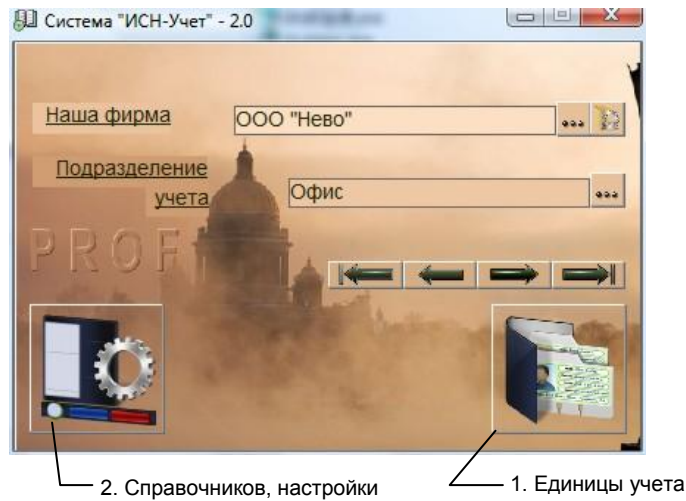 Система "ИСН-Учет" - 2.0
Наша фирма
ООО "Нево"
Подразделение
учета
Офис
PROF
2. Справочников, настройки
1. Единицы учета